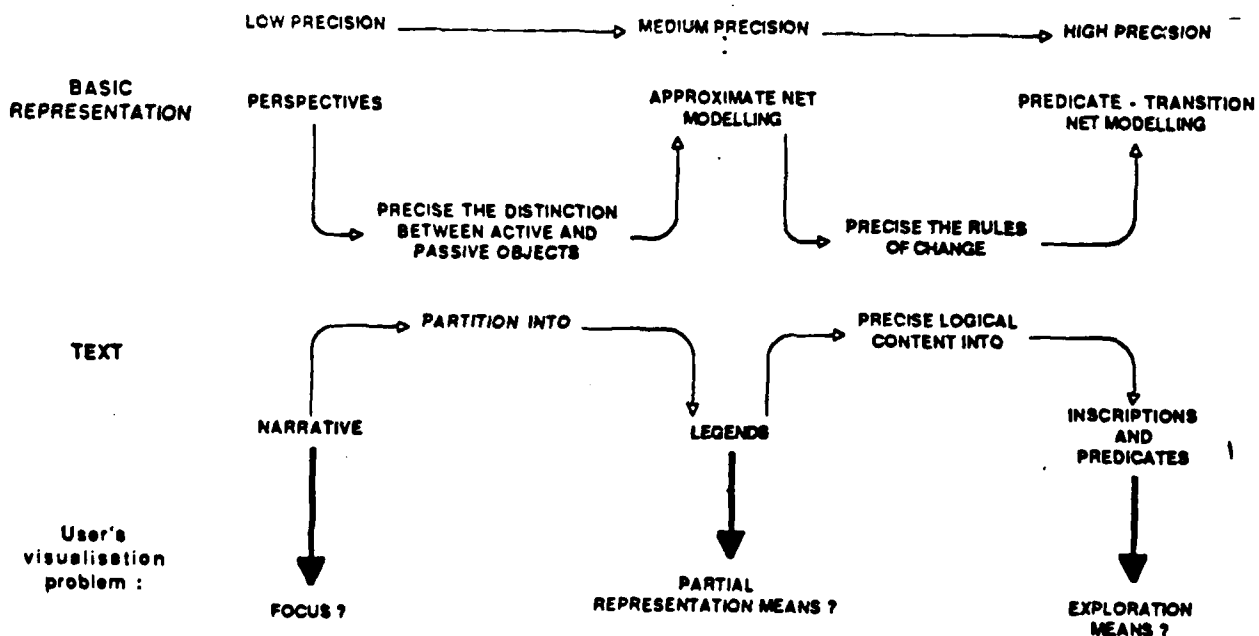 LOW PRECISION MEDIUM PRECISION HIGH PRECISION
BASIC
REPRESENTATION
PERSPECTIVES
APPROXIMATE NET
MODELLING
PREDICATE - TRANSITION
NET MODELLING
PRECISE THE DISTINCTION
BETWEEN ACTIVE AND
PASSIVE OBJECTS
PRECISE THE RULES
OF CHANGE
TEXT
PARTITION INTO
PRECISE LOGICAL
CONTENT INTO
NARRATIVE
LEGENDS
INSCRIPTIONS
AND
PREDICATES
User's
visualisation
problem :
FOCUS ?
PARTIAL
REPRESENTATION MEANS ?
EXPLORATION
MEANS ?